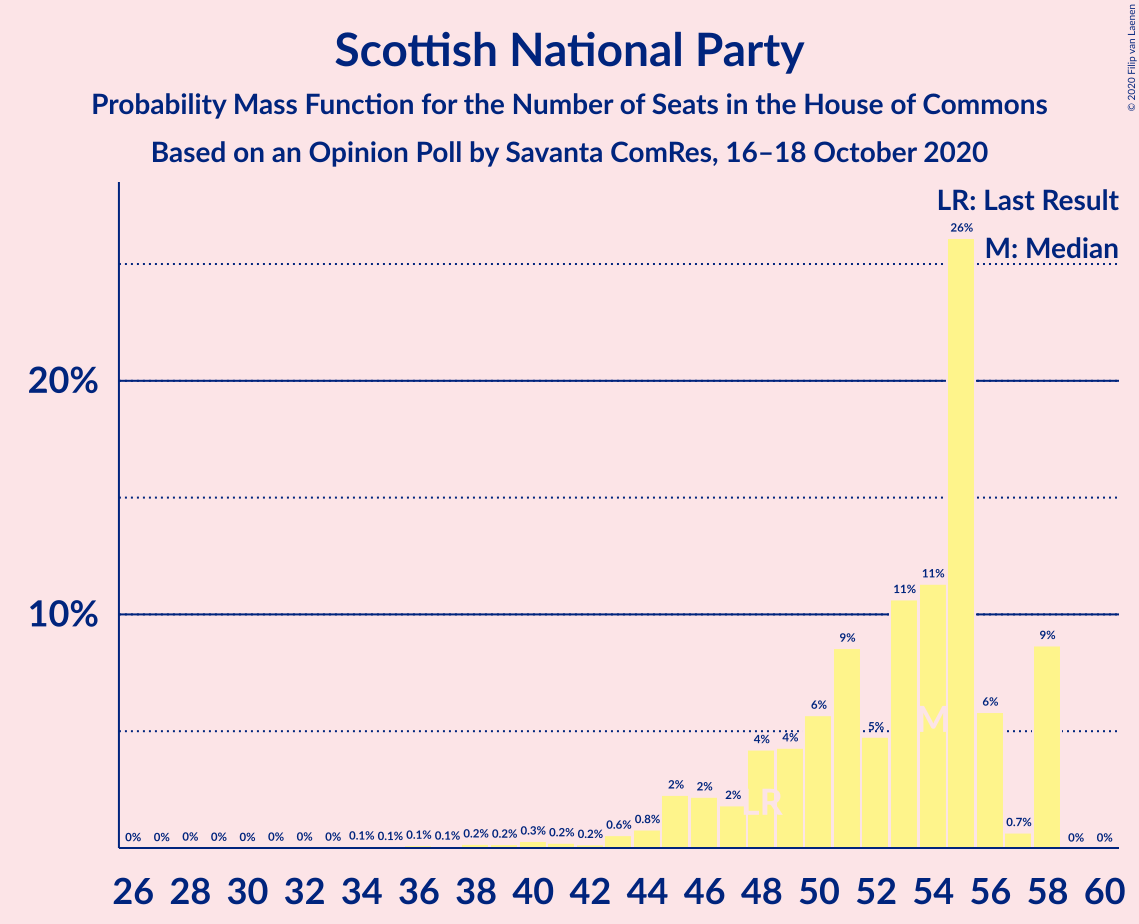 Scottish National Party
Probability Mass Function for the Number of Seats in the House of Commons
Based on an Opinion Poll by Savanta ComRes, 16–18 October 2020
© 2020 Filip van Laenen
LR: Last Result
M: Median
20%
10%
0% 0% 0% 0% 0% 0% 0% 0% 0.1% 0.1% 0.1% 0.1% 0.2% 0.2% 0.3% 0.2% 0.2% 0.6% 0.8% 2% 2% 2% 4% 4% 6% 9% 5% 11% 11% 26% 6% 0.7% 9% 0% 0%
LR
M
26 28 30 32 34 36 38 40 42 44 46 48 50 52 54 56 58 60